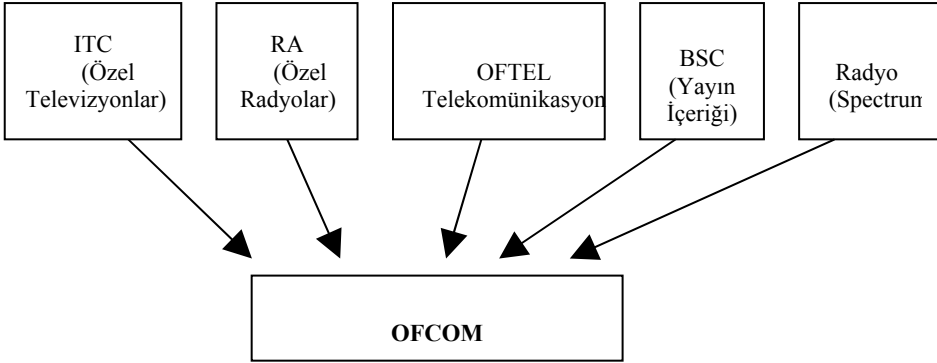 ITC
(Özel
Televizyonlar)
RA
(Özel
Radyolar)
OFTEL
Telekomünikasyon
BSC
(Yayın
İçeriği)
Radyo
(Spectrum
OFCOM